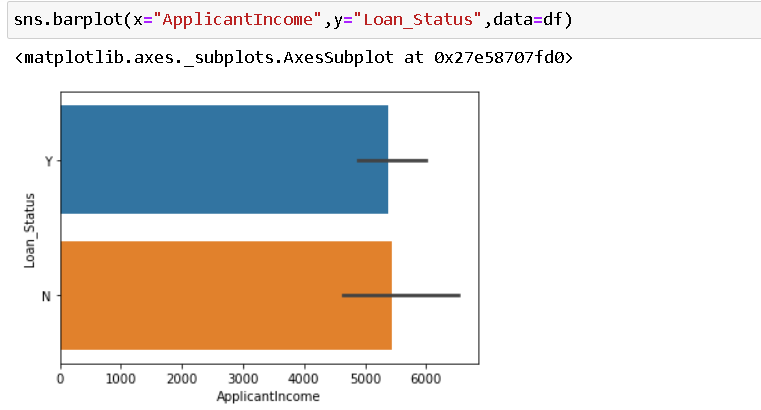 sns.barplot(x="ApplicantIncome",y="Loan_Status",data=df)
<matplotlib.axes._subplots.AxesSubplot at 0x27e58707fd0>
Y
Loan_Status
N
0 1000 2000 3000 4000 5000 6000
ApplicantIncome